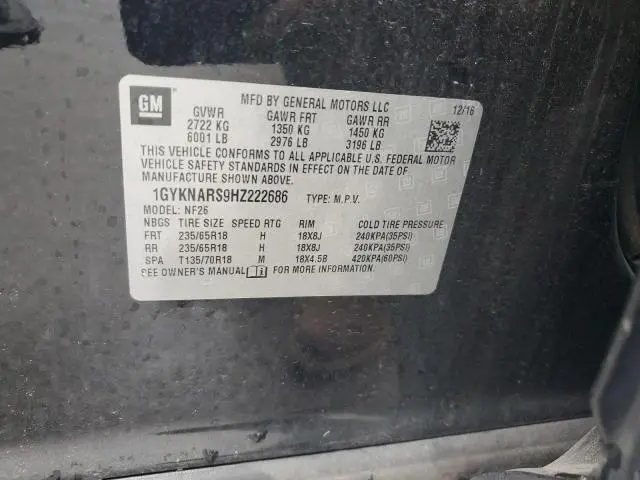 GM
MFD BY GENERAL MOTORS LLC
12/16
GVWR GAWR FRT GAWR RR
2722 KG 1350 KG 1450 KG
6001 LB 2976 LB 3196 LB
THIS VEHICLE CONFORMS TO ALL APPLICABLE U.S. FEDERAL MOTOR
VEHICLE SAFETY STANDARDS IN EFFECT ON THE DATE OF
MANUFACTURE SHOWN ABOVE.
1GYKNARS9HZ222686 TYPE: M.P.V.
MODEL: NF26
NBGS TIRE SIZE SPEED RTG RIM COLD TIRE PRESSURE
FRT 235/65R18 H 18X8J 240KPA(35PSI)
RR 235/65R18 H 18X8J 240KPA(35PSI)
SPA T135/70R18 M 18X4.5B 420KPA(60PSI)
SEE OWNER'S MANUAL FOR MORE INFORMATION.